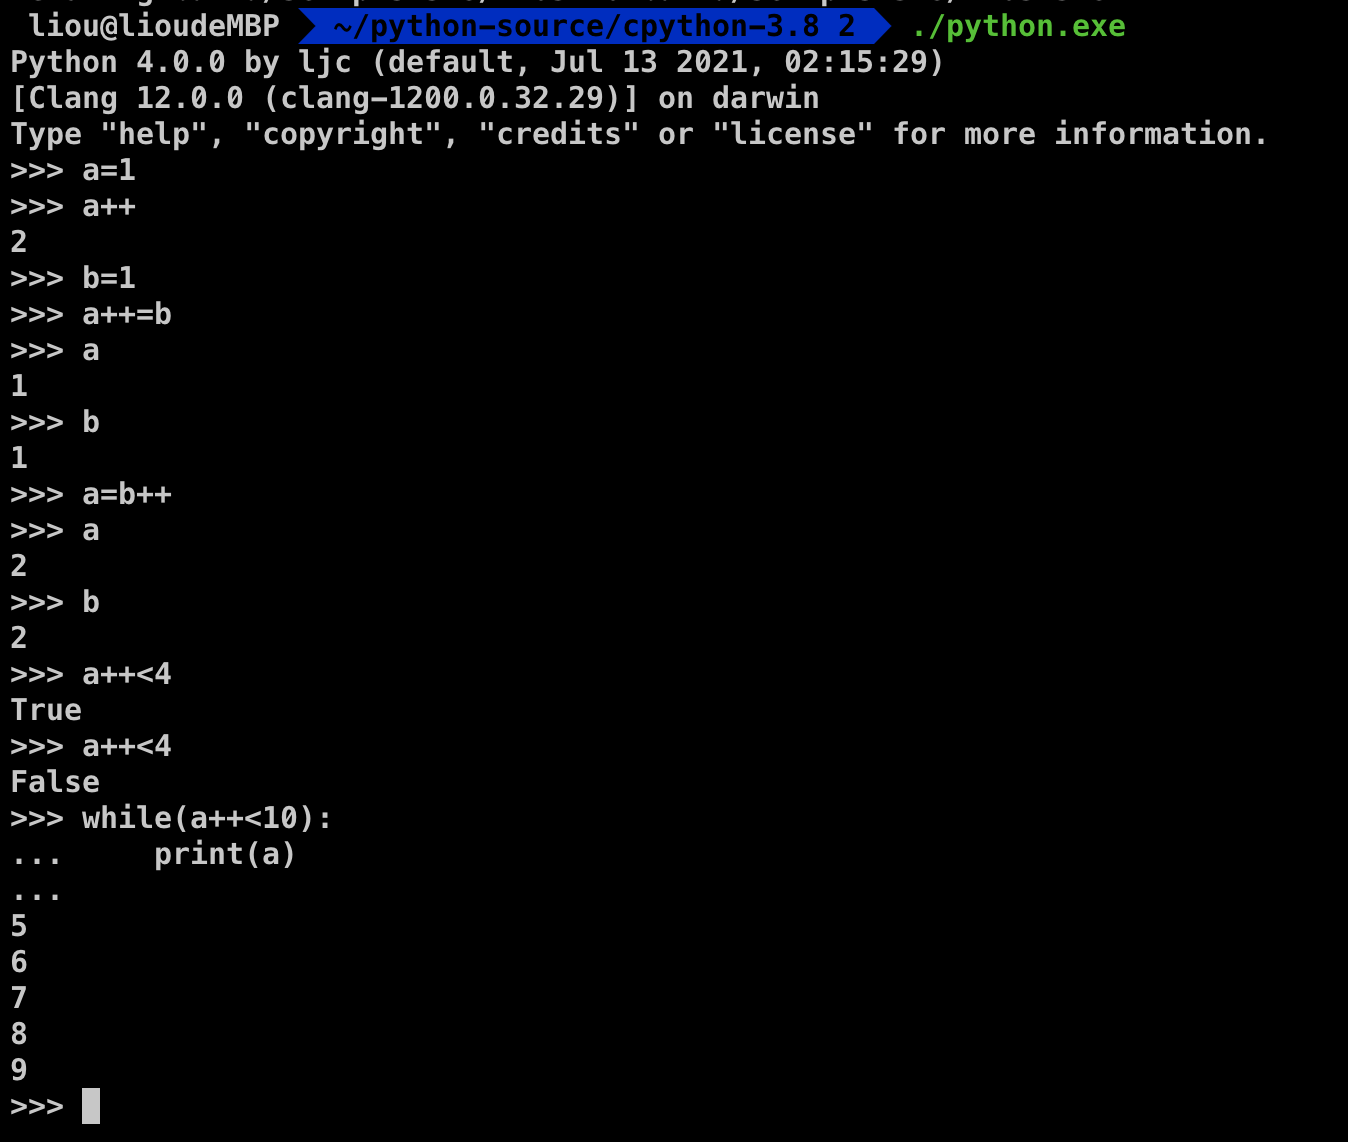 liou@lioudeMBP ~/python-source/cpython-3.8 2 ./python.exe
Python 4.0.0 by ljc (default, Jul 13 2021, 02:15:29)
[Clang 12.0.0 (clang-1200.0.32.29)] on darwin
Type "help", "copyright", "credits" or "license" for more information.
>>> a=1
>>> a++
2
>>> b=1
>>> a++=b
>>> a
1
>>> b
1
>>> a=b++
>>> a
2
>>> b
2
>>> a++<4
True
>>> a++<4
False
>>> while(a++<10):
...     print(a)
...
5
6
7
8
9
>>>